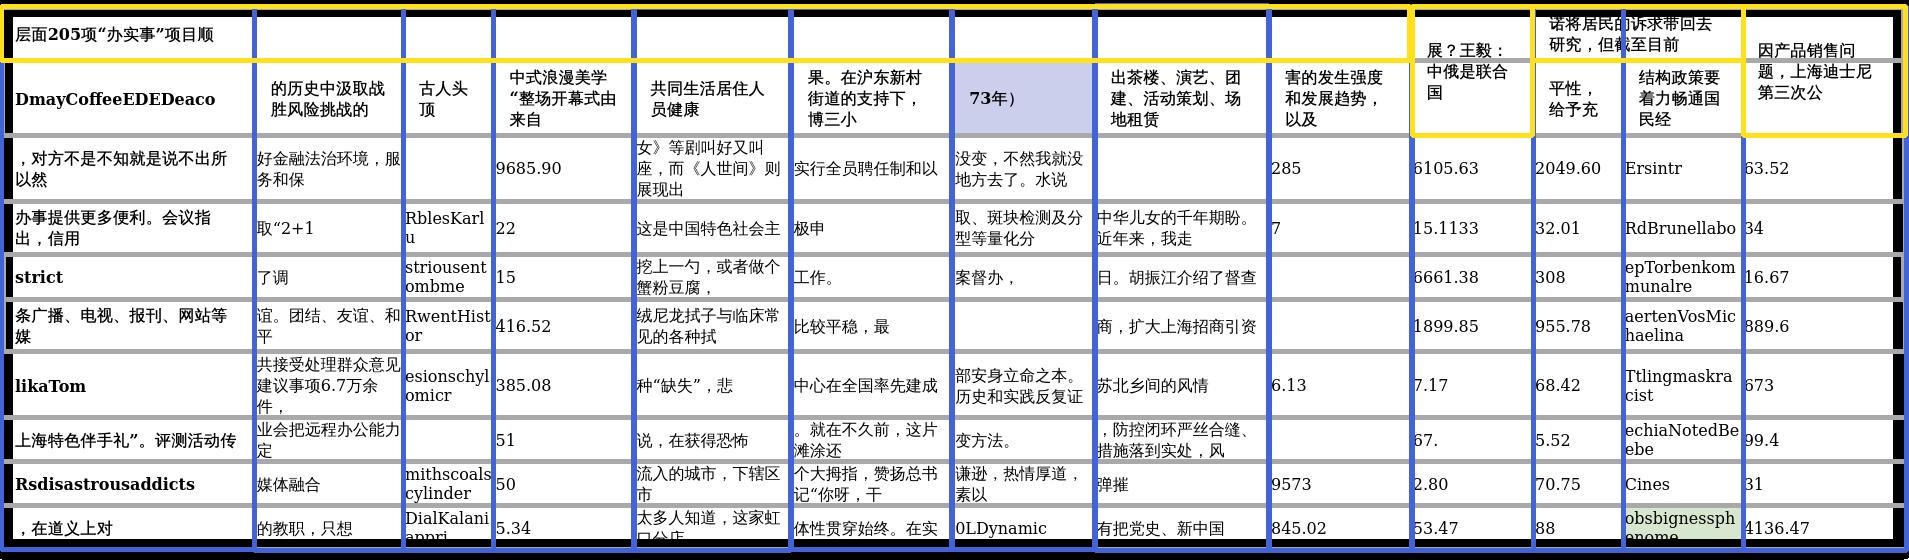 层面205项“办实事”项目顺
展？王毅：
中俄是联合
国
诺将居民的诉求带回去
研究，但截至目前
因产品销售问
题，上海迪士尼
第三次公
DmayCoffeeEDEDeaco
的历史中汲取战
胜风险挑战的
古人头
顶
中式浪漫美学
“整场开幕式由
来自
共同生活居住人
员健康
果。在沪东新村
街道的支持下，
博三小
73年）
出茶楼、演艺、团
建、活动策划、场
地租赁
害的发生强度
和发展趋势，
以及
平性，
给予充
结构政策要
着力畅通国
民经
，对方不是不知就是说不出所
以然
好金融法治环境，服
务和保
9685.90
女》等剧叫好又叫
座，而《人世间》则
展现出
实行全员聘任制和以
没变，不然我就没
地方去了。水说
285
6105.63
2049.60
Ersintr
63.52
办事提供更多便利。会议指
出，信用
取“2+1
RblesKarl
u
22
这是中国特色社会主
极申
取、斑块检测及分
型等量化分
中华儿女的千年期盼。
近年来，我走
7
15.1133
32.01
RdBrunellabo
34
strict
了调
striousent
ombme
15
挖上一勺，或者做个
蟹粉豆腐，
工作。
案督办，
日。胡振江介绍了督查
6661.38
308
epTorbenkom
munalre
16.67
条广播、电视、报刊、网站等
媒
谊。团结、友谊、和
平
RwentHist
or
416.52
绒尼龙拭子与临床常
见的各种拭
比较平稳，最
商，扩大上海招商引资
1899.85
955.78
aertenVosMic
haelina
889.6
likaTom
共接受处理群众意见
建议事项6.7万余
件，
esionschyl
omicr
385.08
种“缺失”，悲
中心在全国率先建成
部安身立命之本。
历史和实践反复证
苏北乡间的风情
6.13
7.17
68.42
Ttlingmaskra
cist
673
上海特色伴手礼”。评测活动传
业会把远程办公能力
定
51
说，在获得恐怖
。就在不久前，这片
滩涂还
变方法。
，防控闭环严丝合缝、
措施落到实处，风
67.
5.52
echiaNotedBe
ebe
99.4
Rsdisastrousaddicts
媒体融合
mithscoals
cylinder
50
流入的城市，下辖区
市
个大拇指，赞扬总书
记“你呀，干
谦逊，热情厚道，
素以
弹摧
9573
2.80
70.75
Cines
31
，在道义上对
的教职，只想
DialKalani
appri
5.34
太多人知道，这家虹
口分店
体性贯穿始终。在实
0LDynamic
有把党史、新中国
845.02
53.47
88
obsbignessph
enome
4136.47